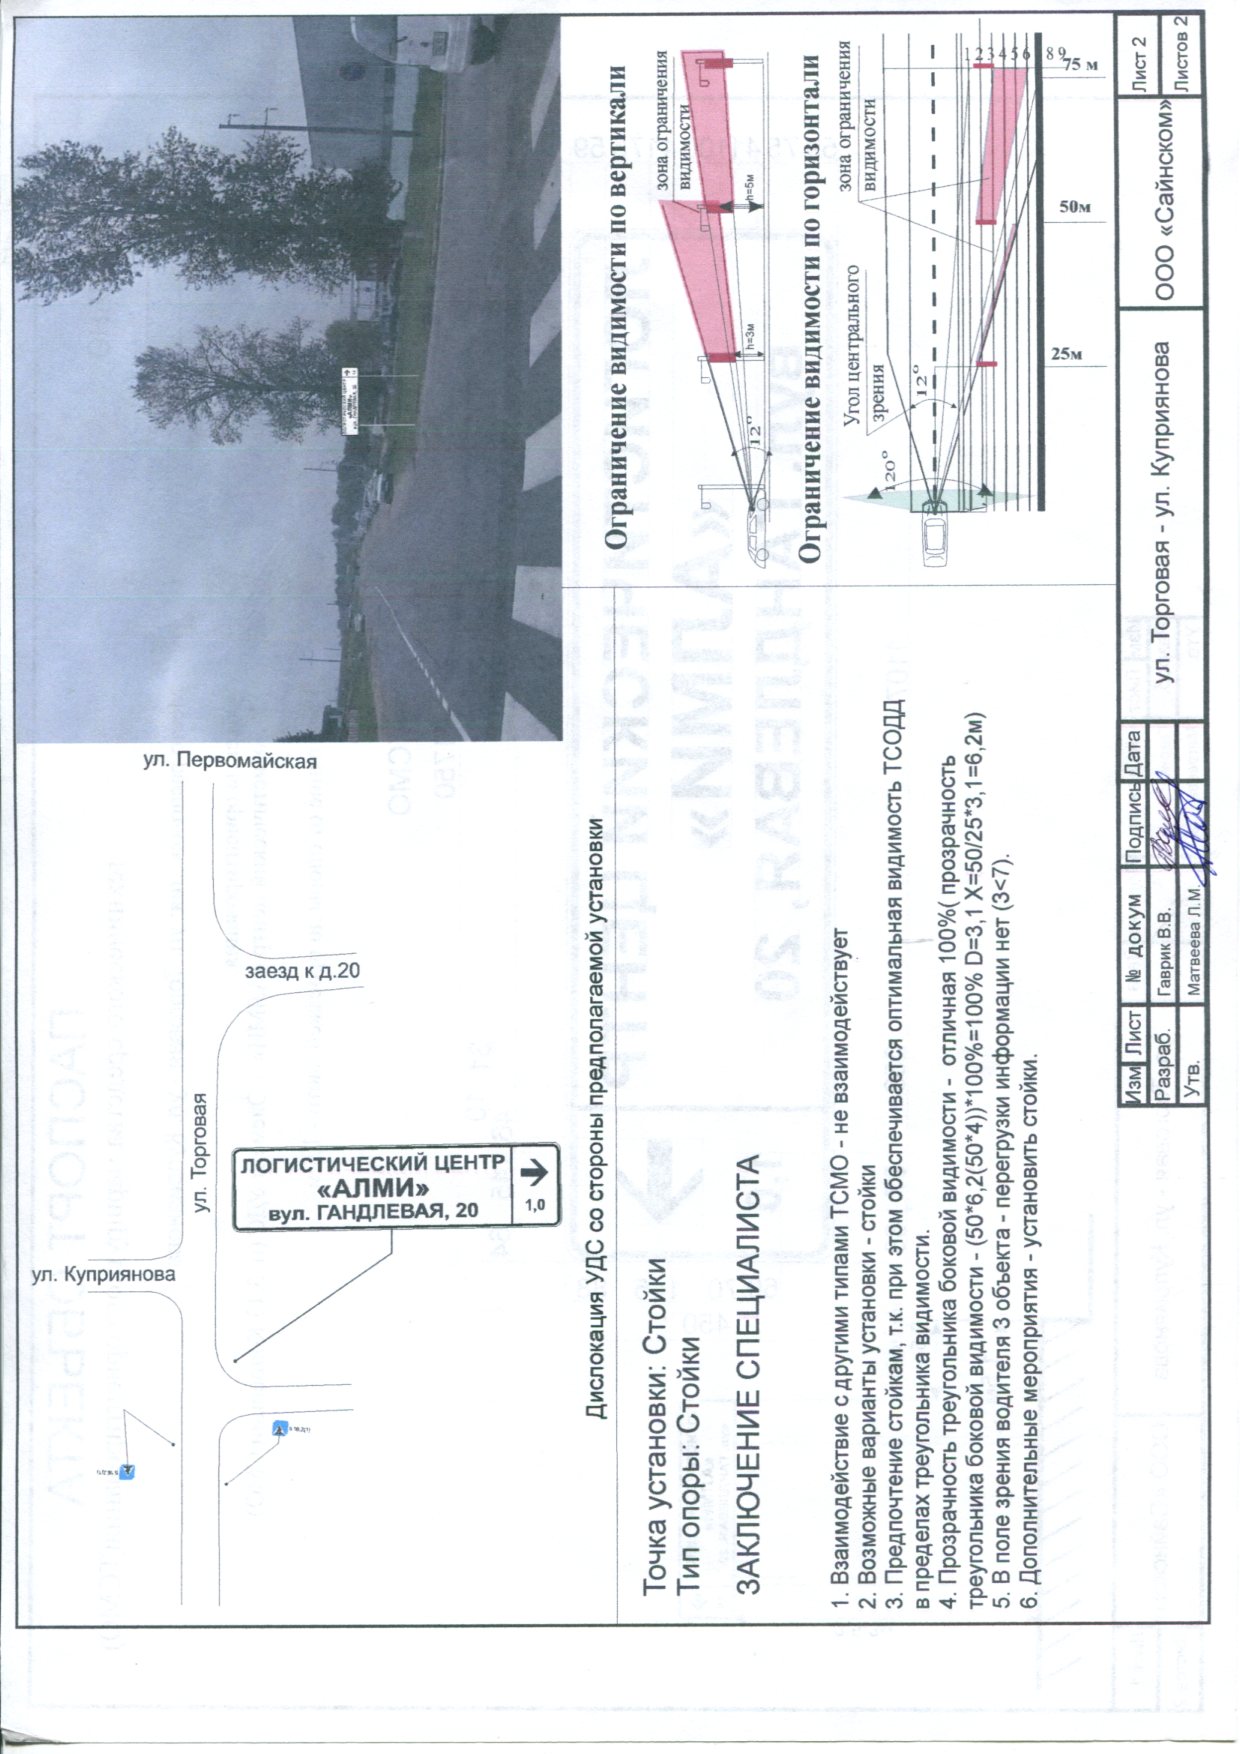 ул. Куприянова
ул. Торговая
ул. Первомайская
заезд к д.20
ЛОГИСТИЧЕСКИЙ ЦЕНТР
«АЛМИ»
вул. ГАНДЛЕВАЯ, 20
1,0
Дислокация УДС со стороны предполагаемой установки
Точка установки: Стойки
Тип опоры: Стойки
ЗАКЛЮЧЕНИЕ СПЕЦИАЛИСТА
1. Взаимодействие с другими типами ТСМО - не взаимодействует
2. Возможные варианты установки - стойки
3. Предпочтение стойкам, т.к. при этом обеспечивается оптимальная видимость ТСОДД
в пределах треугольника видимости.
4. Прозрачность треугольника боковой видимости - отличная 100%( прозрачность
треугольника боковой видимости - (50*6,2(50*4))*100%=100% D=3,1 X=50/25*3,1=6,2м)
5. В поле зрения водителя 3 объекта - перегрузки информации нет (3<7).
6. Дополнительные мероприятия - установить стойки.
Ограничение видимости по вертикали
зона ограничения
видимости
h=3м
h=5м
12°
Ограничение видимости по горизонтали
Угол центрального
зрения
зона ограничения
видимости
120°
12°
1 2 3 4 5 6 8 9
25м
50м
75 м
Изм Лист № докум Подпись Дата
Разраб. Гаврик В.В.
Утв. Матвеева Л.М.
ул. Торговая - ул. Куприянова
ООО «Сайнском»
Лист 2
Листов 2